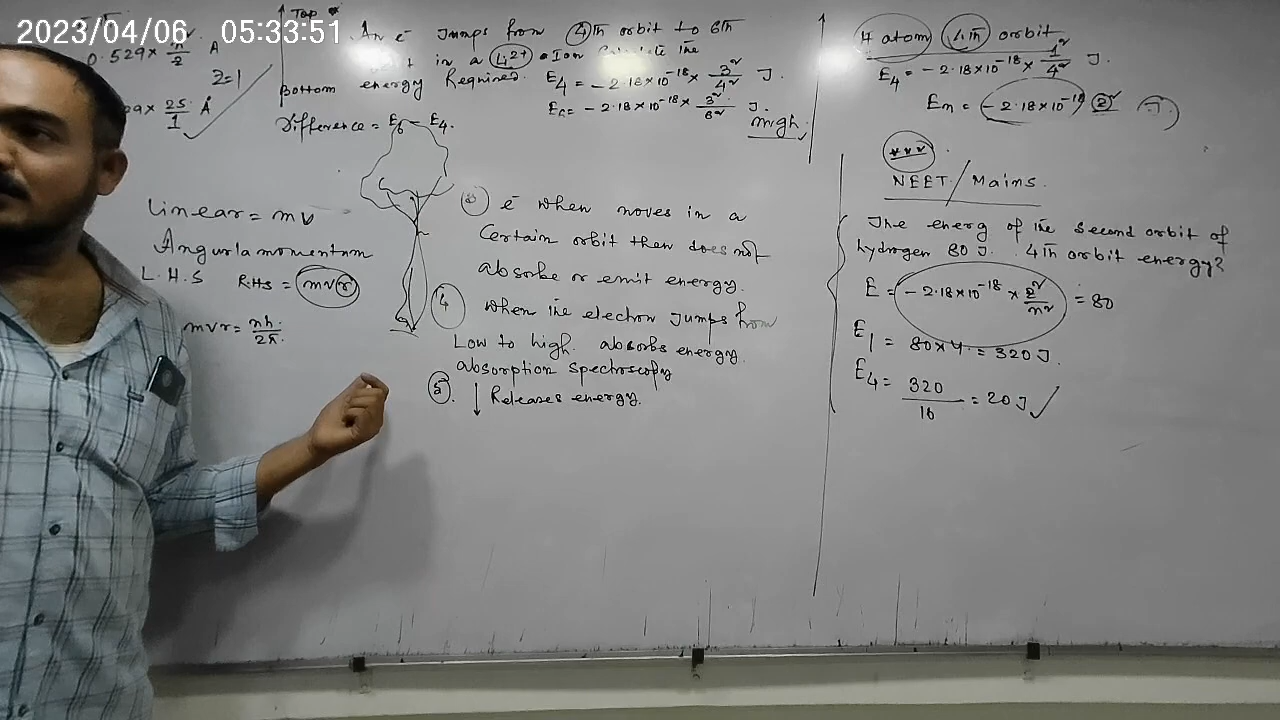 2023/04/06 05:33:51
0.529× n²/2 Å
Z=1
× 25/1 Å
Top
An e⁻ Jumps from 4th orbit to 6th
in a Li²⁺ Ion Calculate the
Bottom energy Required. E₄ = −2.18×10⁻¹⁸× 3²/4² J.
E₆= −2.18×10⁻¹⁸× 3²/6² J.
Difference = E₆ − E₄.
mgh
Linear = mv
Angurla momentum
L.H.S R.H.S = mvr
mvr = nh/2π.
e⁻ when moves in a
Certain orbit then does not
absorbe or emit energy.
4 When the electron Jumps from
Low to high. absorbs energy.
absorption spectroscopy
5. ↓ Releases energy.
H atom 4th orbit
E₄ = −2.18×10⁻¹⁸× 1²/4² J.
En = −2.18×10⁻¹⁸ J
***
NEET/Mains.
The energ of the second orbit of
hydrogen 80 J. 4th orbit energy?
E = −2.18×10⁻¹⁸ × z²/n² = 80
E₁ = 80×4 = 320 J.
E₄ = 320/16 = 20 J ✓